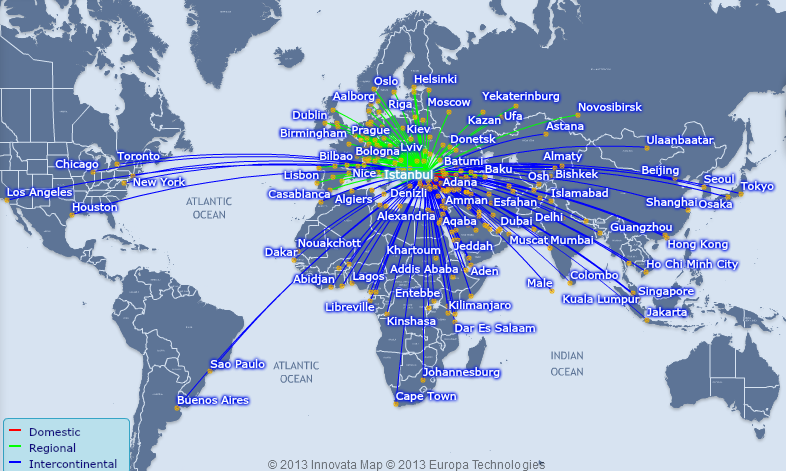 Oslo
Helsinki
Aalborg
Riga
Moscow
Yekaterinburg
Novosibirsk
Dublin
Kazan
Ufa
Birmingham
Prague
Kiev
Donetsk
Astana
Ulaanbaatar
Bologna
Lviv
Toronto
Chicago
Bilbao
Batumi
Almaty
New York
Lisbon
Nice
Istanbul
Baku
Osh
Bishkek
Beijing
Seoul
Tokyo
Los Angeles
Casablanca
Algiers
Denizli
Adana
Amman
Esfahan
Islamabad
Shanghai
Osaka
Houston
ATLANTIC
OCEAN
Alexandria
Aqaba
Dubai
Delhi
Guangzhou
Nouakchott
Khartoum
Jeddah
Muscat
Mumbai
Hong Kong
Dakar
Abidjan
Lagos
Addis Ababa
Aden
Male
Colombo
Ho Chi Minh City
Libreville
Entebbe
Kilimanjaro
Kuala Lumpur
Singapore
Kinshasa
Dar Es Salaam
Jakarta
Sao Paulo
ATLANTIC
OCEAN
INDIAN
OCEAN
Johannesburg
Buenos Aires
Cape Town
Domestic
Regional
Intercontinental
© 2013 Innovata Map © 2013 Europa Technologies